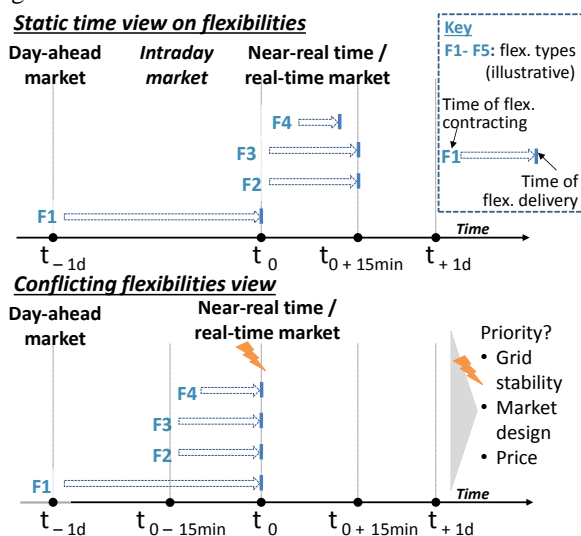 Static time view on flexibilities
Day-ahead market
Intraday market
Near-real time / real-time market
Key
F1- F5: flex. types (illustrative)
Time of flex. contracting
F1
Time of flex. delivery
F4
F3
F2
F1
Time
t – 1d
t 0
t 0 + 15min
t + 1d
Conflicting flexibilities view
Day-ahead market
Near-real time / real-time market
Priority?
• Grid stability
• Market design
• Price
F4
F3
F2
F1
Time
t – 1d
t 0 – 15min
t 0
t 0 + 15min
t + 1d